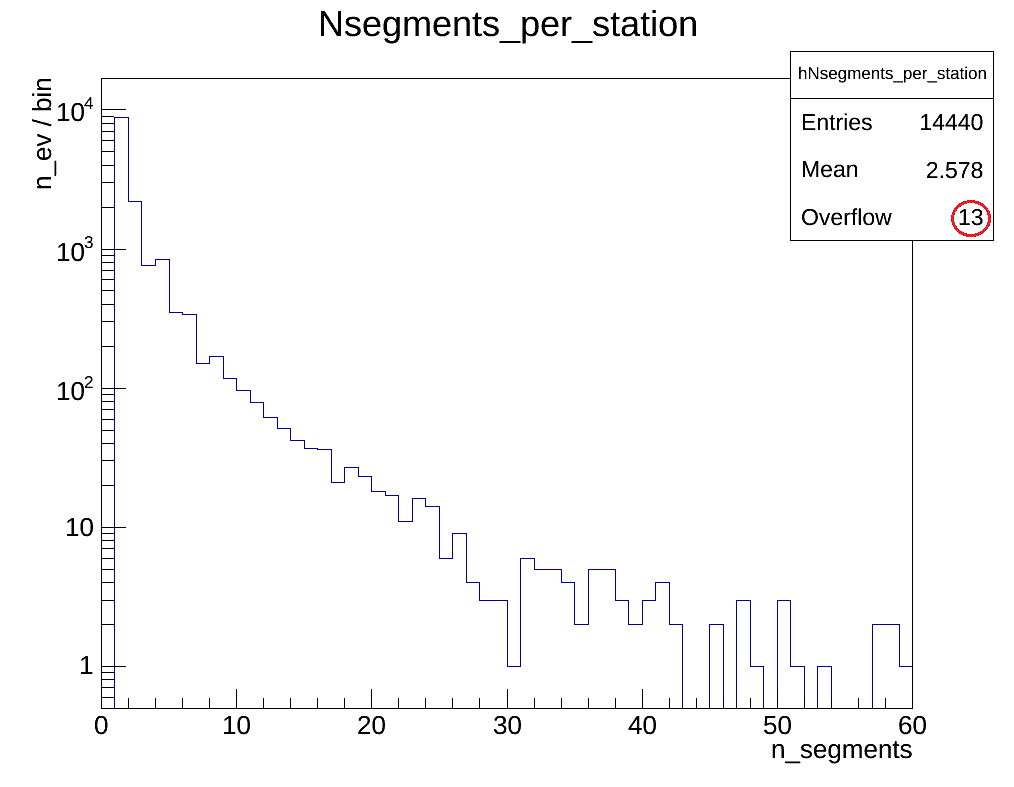 Nsegments_per_station
hNsegments_per_station
Entries 14440
Mean 2.578
Overflow 13
n_ev / bin
10⁴
10³
10²
10
1
0 10 20 30 40 50 60
n_segments